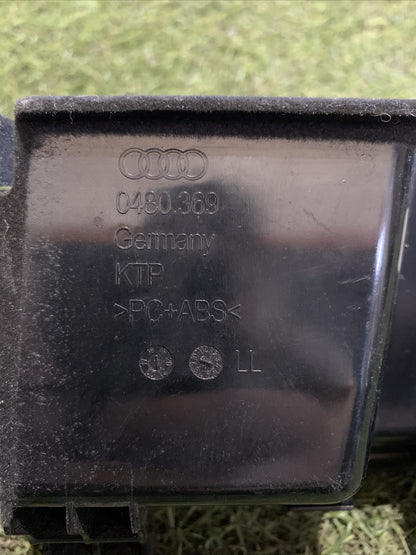 0480.369
Germany
KTP
>PC+ABS<
LL